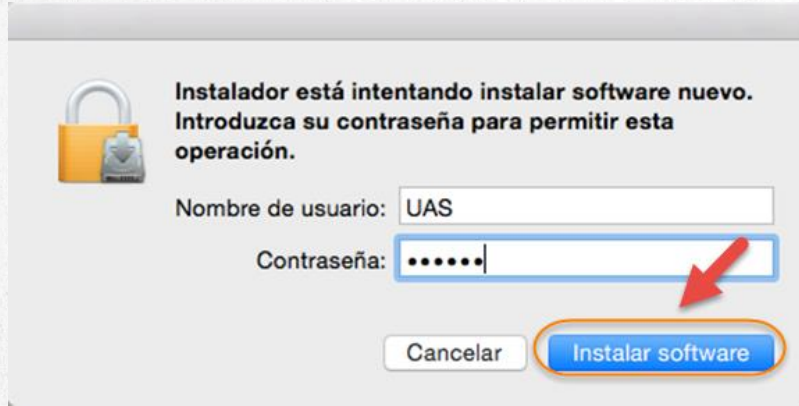 Instalador está intentando instalar software nuevo.
Introduzca su contraseña para permitir esta
operación.
Nombre de usuario: UAS
Contraseña: ••••••
Cancelar Instalar software